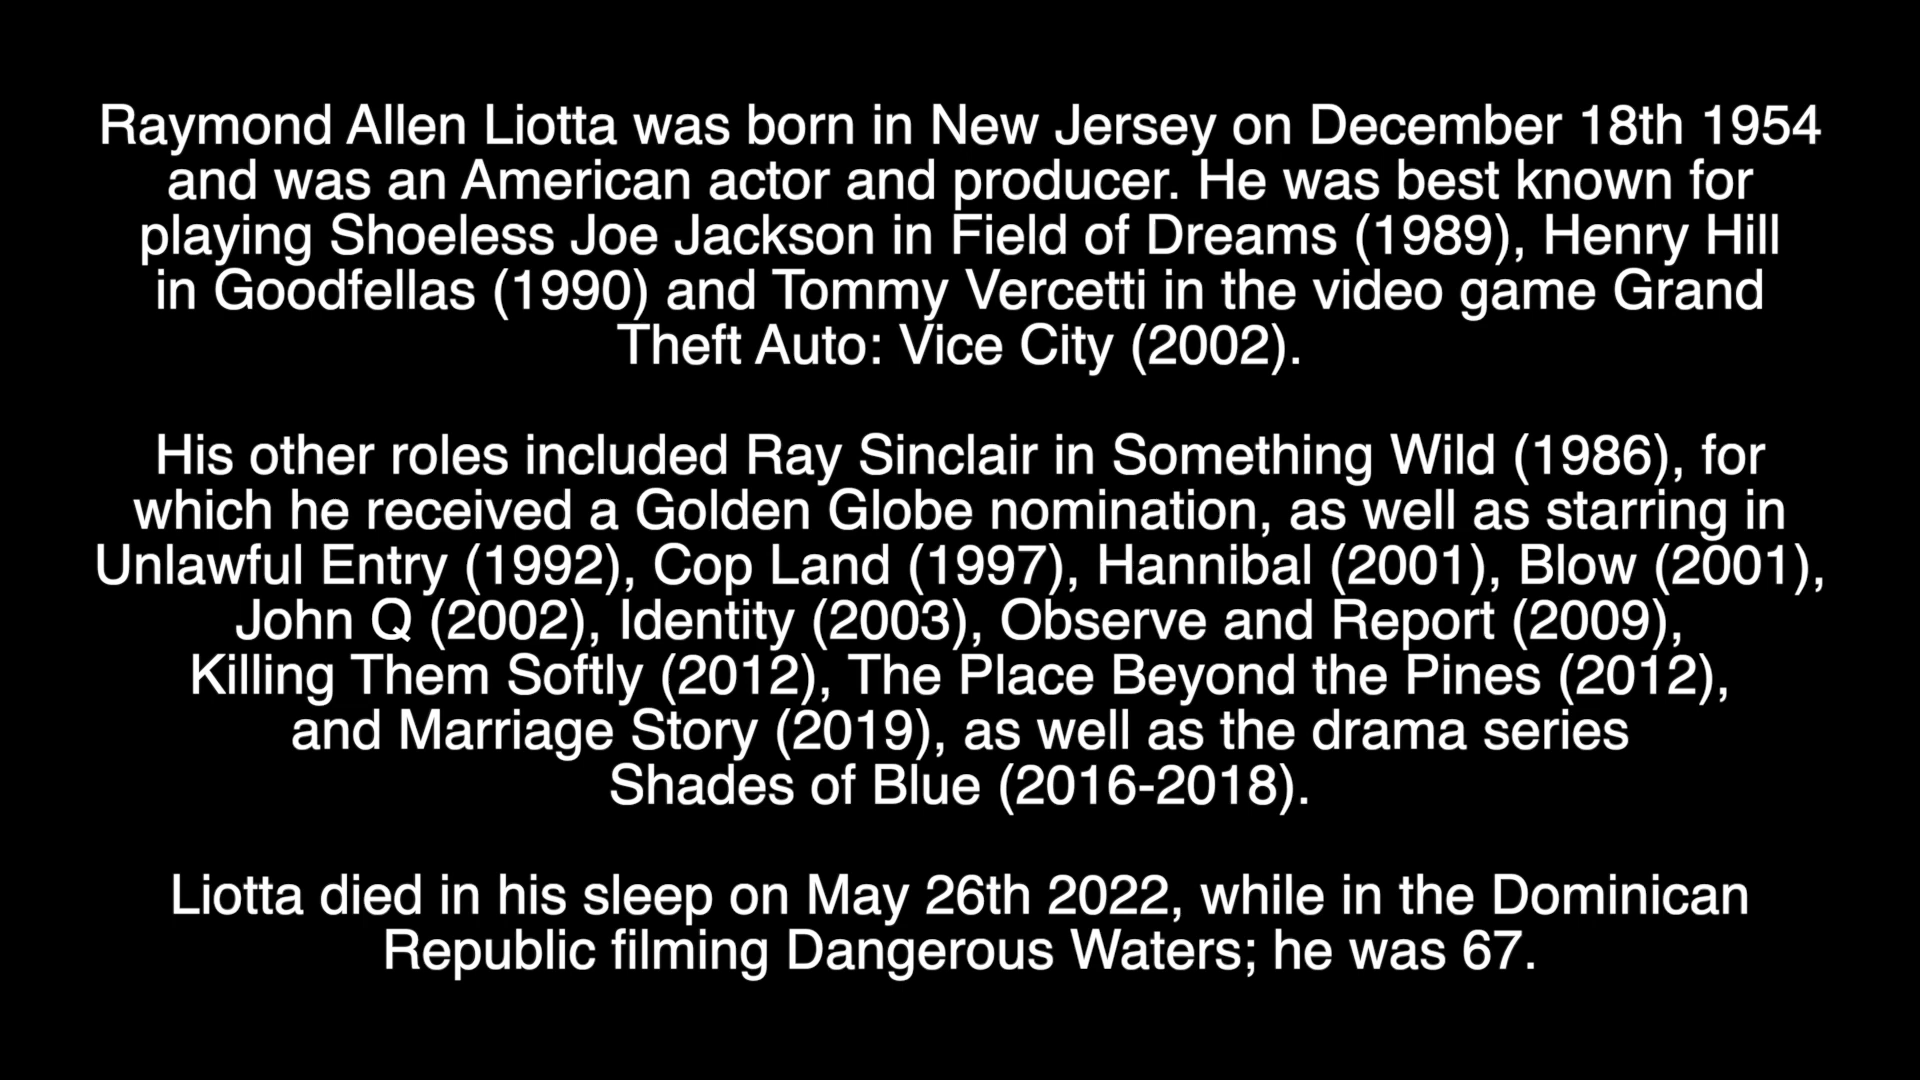 Raymond Allen Liotta was born in New Jersey on December 18th 1954
and was an American actor and producer. He was best known for
playing Shoeless Joe Jackson in Field of Dreams (1989), Henry Hill
in Goodfellas (1990) and Tommy Vercetti in the video game Grand
Theft Auto: Vice City (2002).
His other roles included Ray Sinclair in Something Wild (1986), for
which he received a Golden Globe nomination, as well as starring in
Unlawful Entry (1992), Cop Land (1997), Hannibal (2001), Blow (2001),
John Q (2002), Identity (2003), Observe and Report (2009),
Killing Them Softly (2012), The Place Beyond the Pines (2012),
and Marriage Story (2019), as well as the drama series
Shades of Blue (2016-2018).
Liotta died in his sleep on May 26th 2022, while in the Dominican
Republic filming Dangerous Waters; he was 67.